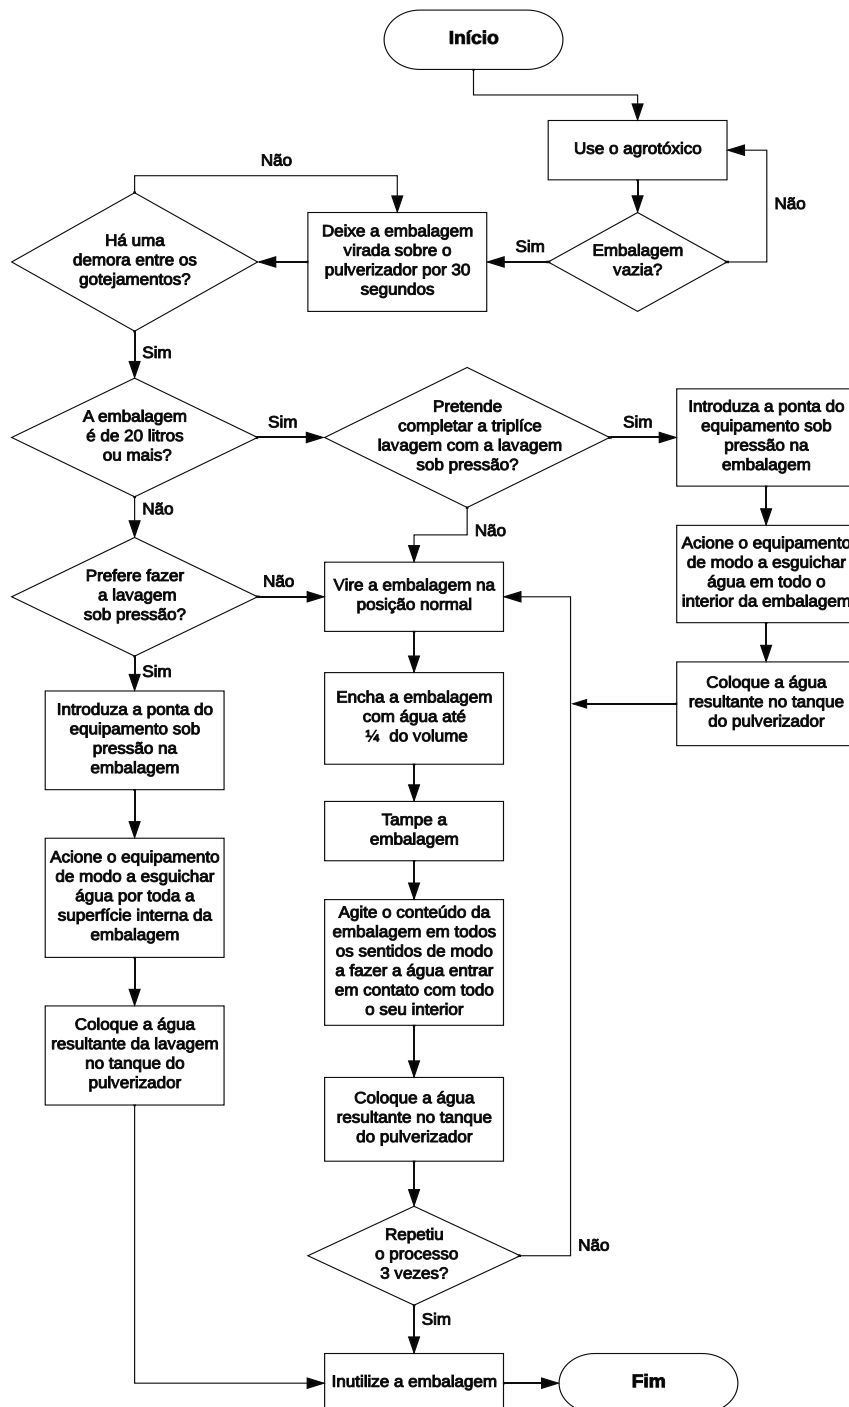 Início
Use o agrotóxico
Não
Embalagem
vazia?
Sim
Deixe a embalagem
virada sobre o
pulverizador por 30
segundos
Não
Há uma
demora entre os
gotejamentos?
Sim
A embalagem
é de 20 litros
ou mais?
Sim
Pretende
completar a triplíce
lavagem com a lavagem
sob pressão?
Sim
Introduza a ponta do
equipamento sob
pressão na
embalagem
Acione o equipamento
de modo a esguichar
água em todo o
interior da embalagem
Coloque a água
resultante no tanque
do pulverizador
Não
Não
Prefere fazer
a lavagem
sob pressão?
Não
Vire a embalagem na
posição normal
Sim
Introduza a ponta do
equipamento sob
pressão na
embalagem
Acione o equipamento
de modo a esguichar
água por toda a
superfície interna da
embalagem
Coloque a água
resultante da lavagem
no tanque do
pulverizador
Encha a embalagem
com água até
¼ do volume
Tampe a
embalagem
Agite o conteúdo da
embalagem em todos
os sentidos de modo
a fazer a água entrar
em contato com todo
o seu interior
Coloque a água
resultante no tanque
do pulverizador
Repetiu
o processo
3 vezes?
Não
Sim
Inutilize a embalagem
Fim